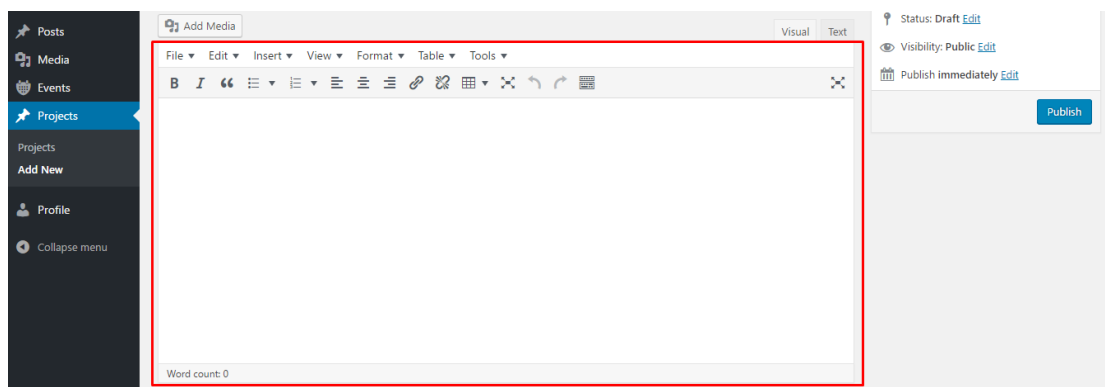 Posts
Media
Events
Projects
Projects
Add New
Profile
Collapse menu
Add Media
Visual Text
File Edit Insert View Format Table Tools
B I
Word count: 0
Status: Draft Edit
Visibility: Public Edit
Publish immediately Edit
Publish